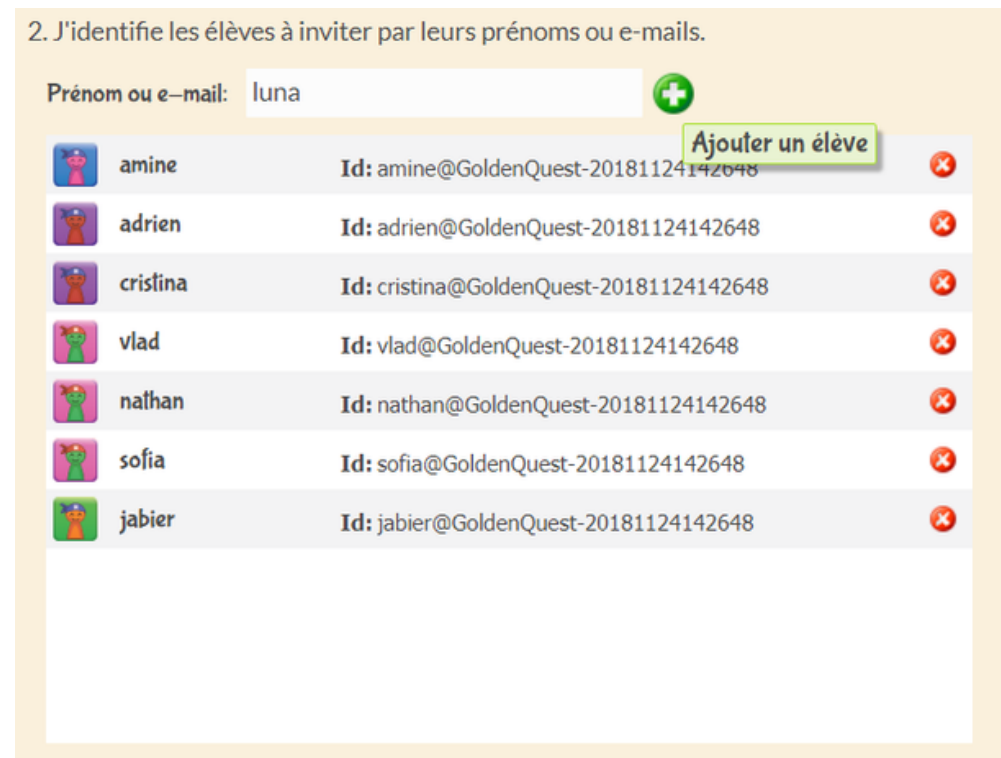 2. J'identifie les élèves à inviter par leurs prénoms ou e-mails.
Prénom ou e-mail: luna
Ajouter un élève
amine Id: amine@GoldenQuest-20181124142648
adrien Id: adrien@GoldenQuest-20181124142648
cristina Id: cristina@GoldenQuest-20181124142648
vlad Id: vlad@GoldenQuest-20181124142648
nathan Id: nathan@GoldenQuest-20181124142648
sofia Id: sofia@GoldenQuest-20181124142648
jabier Id: jabier@GoldenQuest-20181124142648